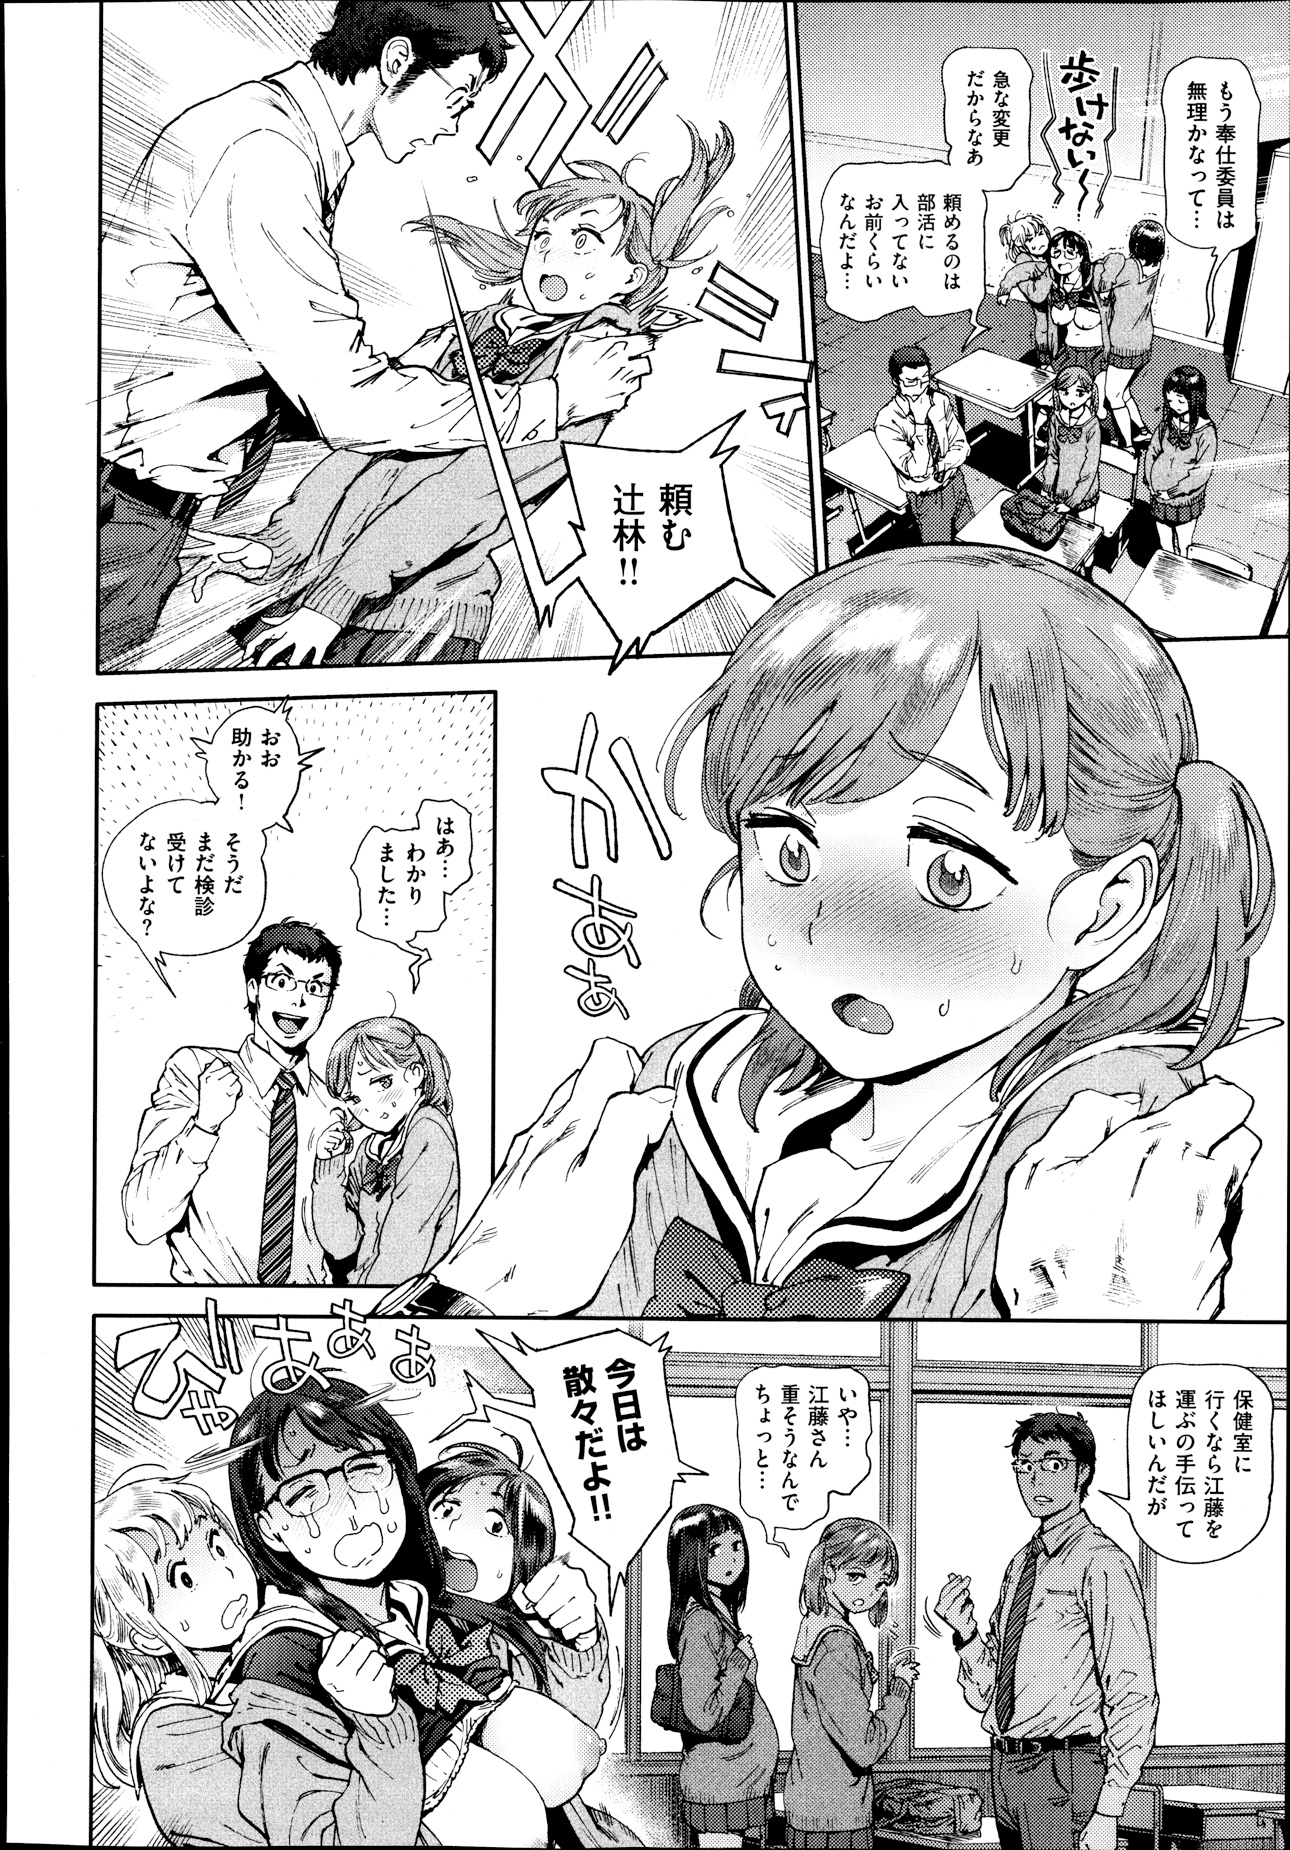 もう奉仕委員は
無理かなって…
歩けない〜
急な変更
だからなあ
頼めるのは
部活に
入ってない
お前くらい
なんだよ…
頼む
辻林!!
カぁぁぁ
はあ…
わかり
ました…
おお
助かる!
そうだ
まだ検診
受けて
ないよな?
保健室に
行くなら江藤を
運ぶの手伝って
ほしいんだが
いや…
江藤さん
重そうなんで
ちょっと…
今日は
散々だよ!!